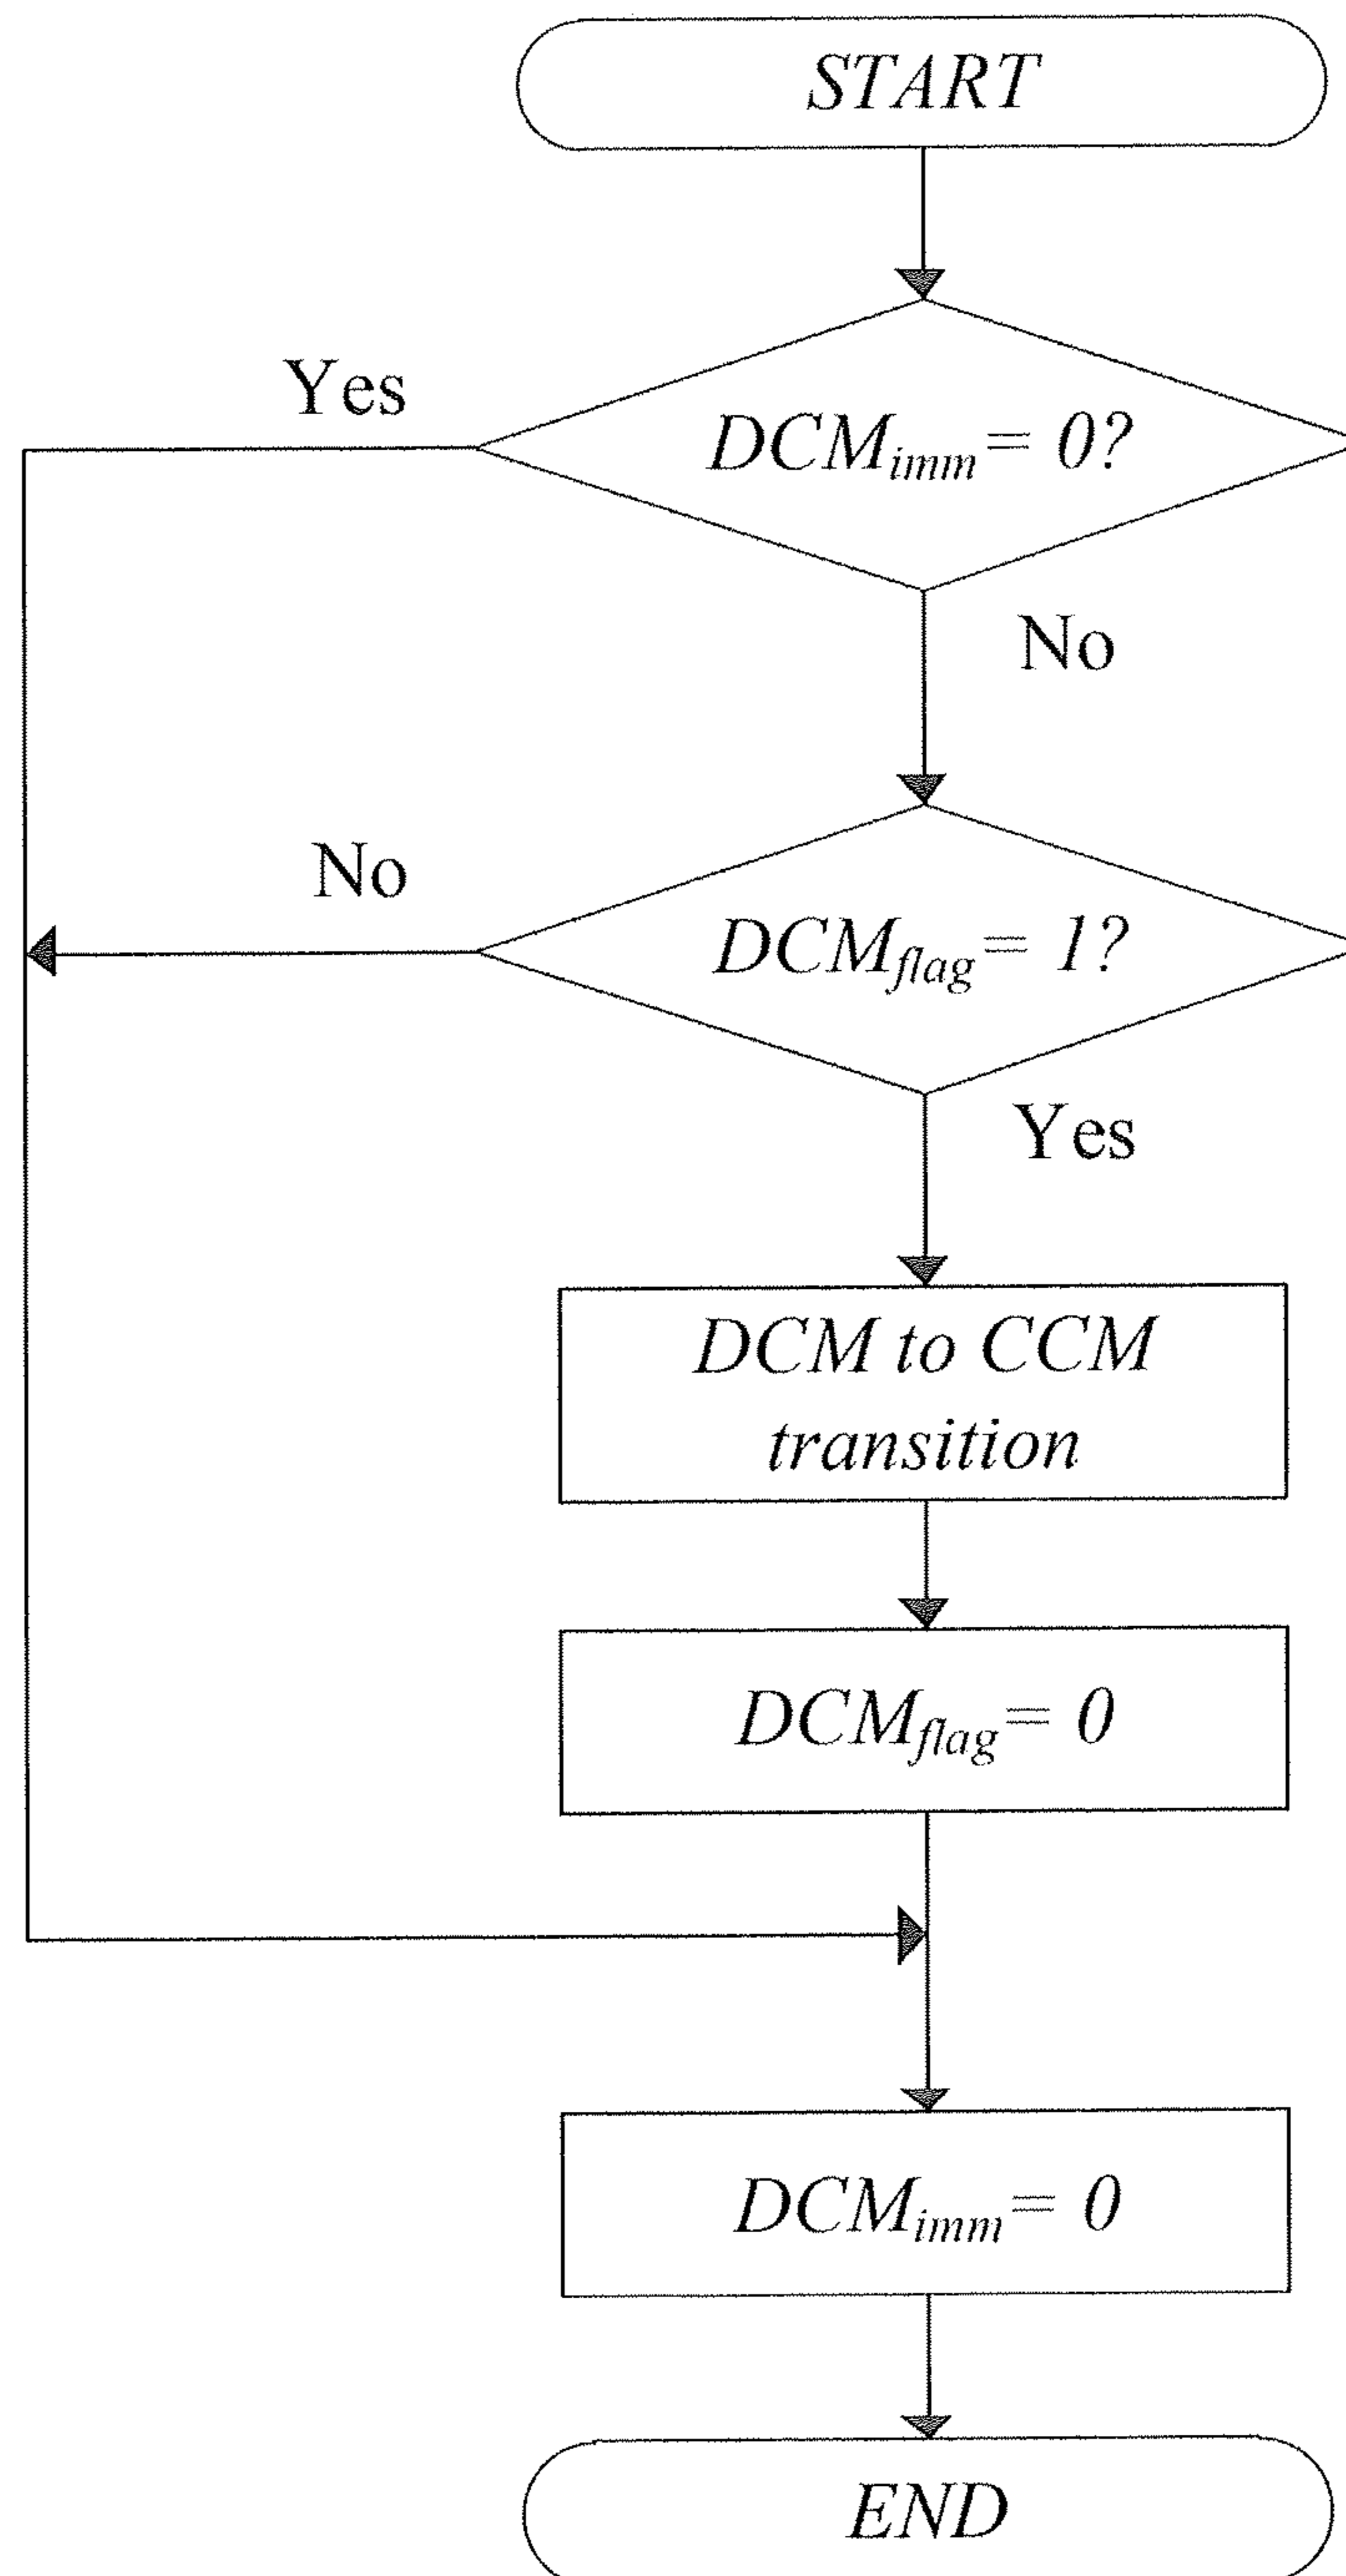 START
Yes
DCMimm= 0?
No
No
DCMflag= 1?
Yes
DCM to CCM
transition
DCMflag= 0
DCMimm= 0
END